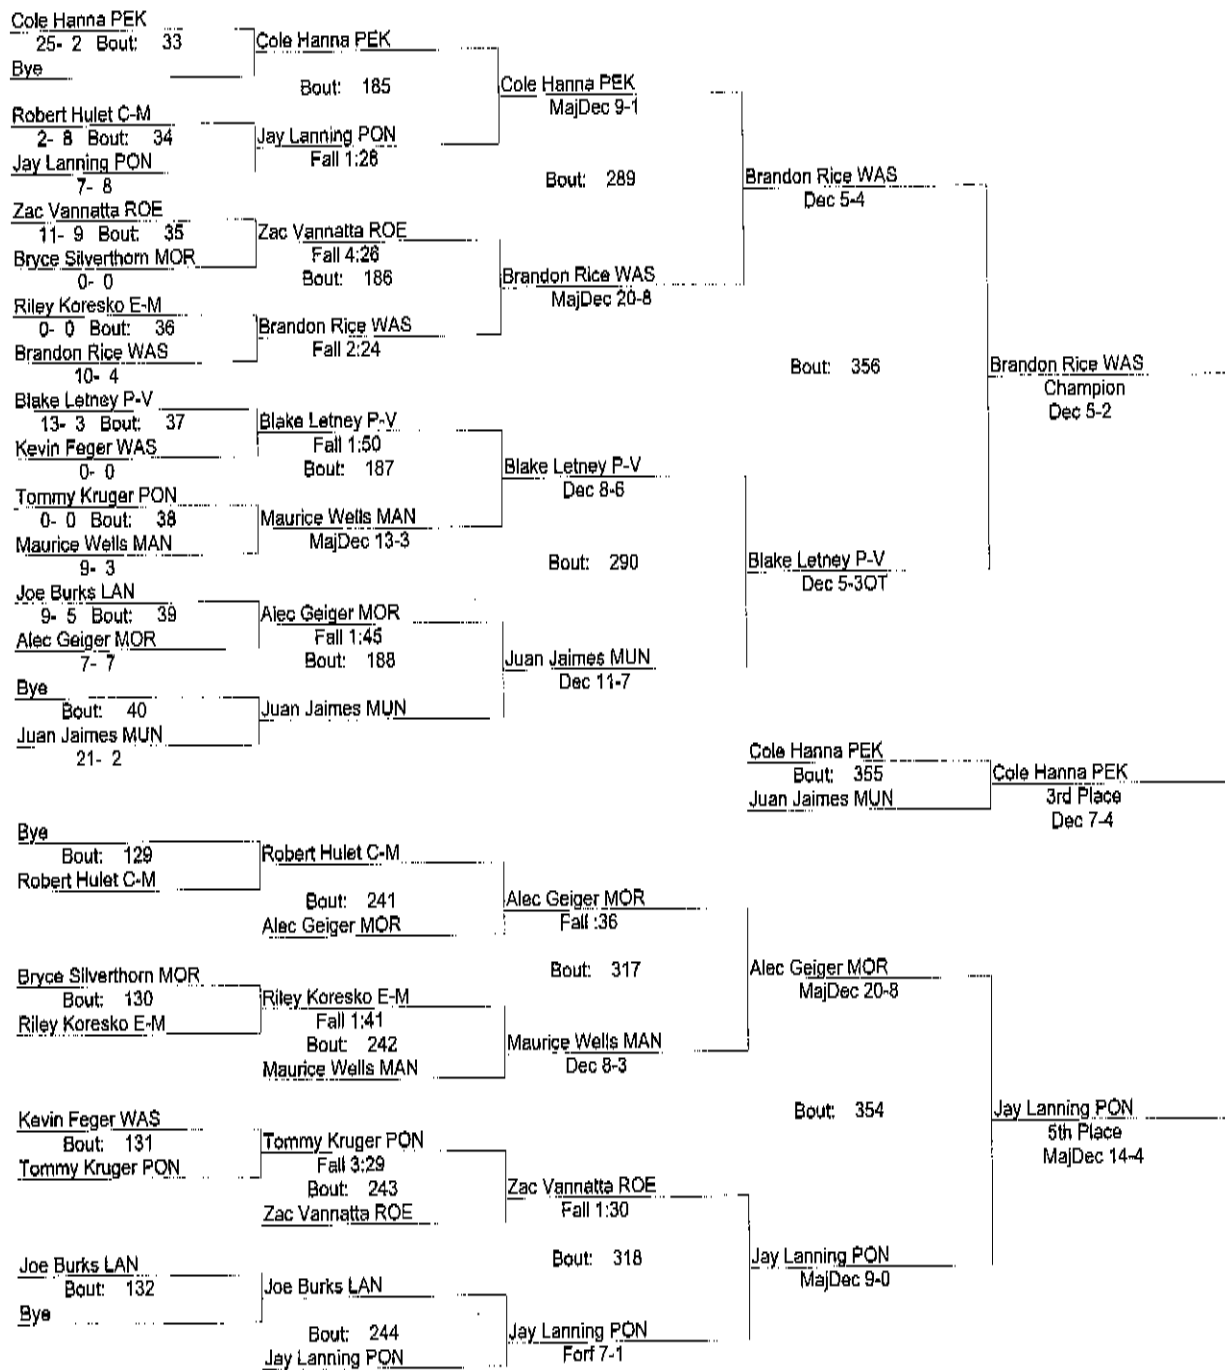 Cole Hanna PEK
25- 2 Bout: 33
Bye
Cole Hanna PEK
Bout: 185
Robert Hulet C-M
2- 8 Bout: 34
Jay Lanning PON
7- 8
Jay Lanning PON
Fall 1:28
Cole Hanna PEK
MajDec 9-1
Bout: 289
Zac Vannatta ROE
11- 9 Bout: 35
Bryce Silverthorn MOR
0- 0
Zac Vannatta ROE
Fall 4:26
Bout: 186
Riley Koresko E-M
0- 0 Bout: 36
Brandon Rice WAS
10- 4
Brandon Rice WAS
Fall 2:24
Brandon Rice WAS
MajDec 20-8
Brandon Rice WAS
Dec 5-4
Bout: 356
Brandon Rice WAS
Champion
Dec 5-2
Blake Letney P-V
13- 3 Bout: 37
Kevin Feger WAS
0- 0
Blake Letney P-V
Fall 1:50
Bout: 187
Tommy Kruger PON
0- 0 Bout: 38
Maurice Wells MAN
9- 3
Maurice Wells MAN
MajDec 13-3
Blake Letney P-V
Dec 8-6
Bout: 290
Blake Letney P-V
Dec 5-3OT
Joe Burks LAN
9- 5 Bout: 39
Alec Geiger MOR
7- 7
Alec Geiger MOR
Fall 1:45
Bout: 188
Bye
Bout: 40
Juan Jaimes MUN
21- 2
Juan Jaimes MUN
Juan Jaimes MUN
Dec 11-7
Cole Hanna PEK
Bout: 355
Juan Jaimes MUN
Cole Hanna PEK
3rd Place
Dec 7-4
Bye
Bout: 129
Robert Hulet C-M
Robert Hulet C-M
Bout: 241
Alec Geiger MOR
Alec Geiger MOR
Fall :36
Bout: 317
Bryce Silverthorn MOR
Bout: 130
Riley Koresko E-M
Riley Koresko E-M
Fall 1:41
Bout: 242
Maurice Wells MAN
Maurice Wells MAN
Dec 8-3
Alec Geiger MOR
MajDec 20-8
Bout: 354
Jay Lanning PON
5th Place
MajDec 14-4
Kevin Feger WAS
Bout: 131
Tommy Kruger PON
Tommy Kruger PON
Fall 3:29
Bout: 243
Zac Vannatta ROE
Zac Vannatta ROE
Fall 1:30
Bout: 318
Jay Lanning PON
MajDec 9-0
Joe Burks LAN
Bout: 132
Bye
Joe Burks LAN
Bout: 244
Jay Lanning PON
Jay Lanning PON
Forf 7-1